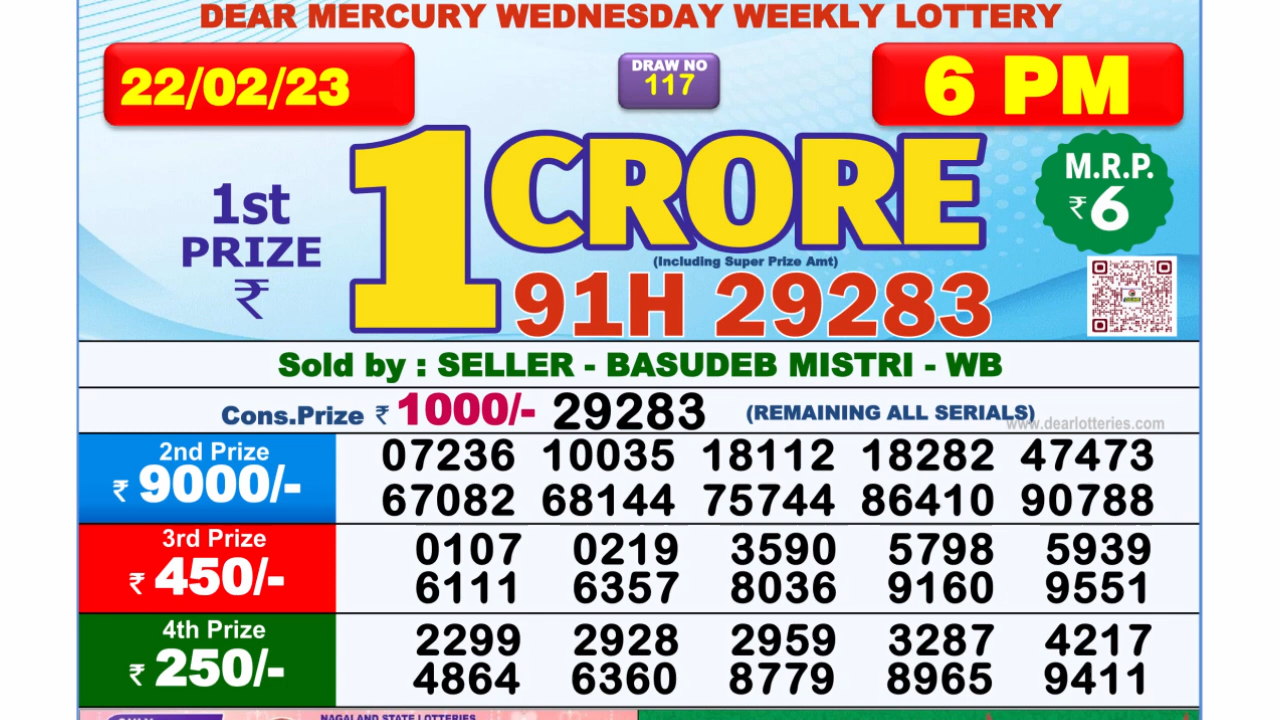 DEAR MERCURY WEDNESDAY WEEKLY LOTTERY
22/02/23
DRAW NO
117
6 PM
1st
PRIZE
₹
1 CRORE
(Including Super Prize Amt)
91H 29283
M.R.P.
₹6
Sold by : SELLER - BASUDEB MISTRI - WB
Cons.Prize ₹ 1000/- 29283 (REMAINING ALL SERIALS)
www.dearlotteries.com
2nd Prize
₹ 9000/-
07236 10035 18112 18282 47473
67082 68144 75744 86410 90788
3rd Prize
₹ 450/-
0107 0219 3590 5798 5939
6111 6357 8036 9160 9551
4th Prize
₹ 250/-
2299 2928 2959 3287 4217
4864 6360 8779 8965 9411
NAGALAND STATE LOTTERIES